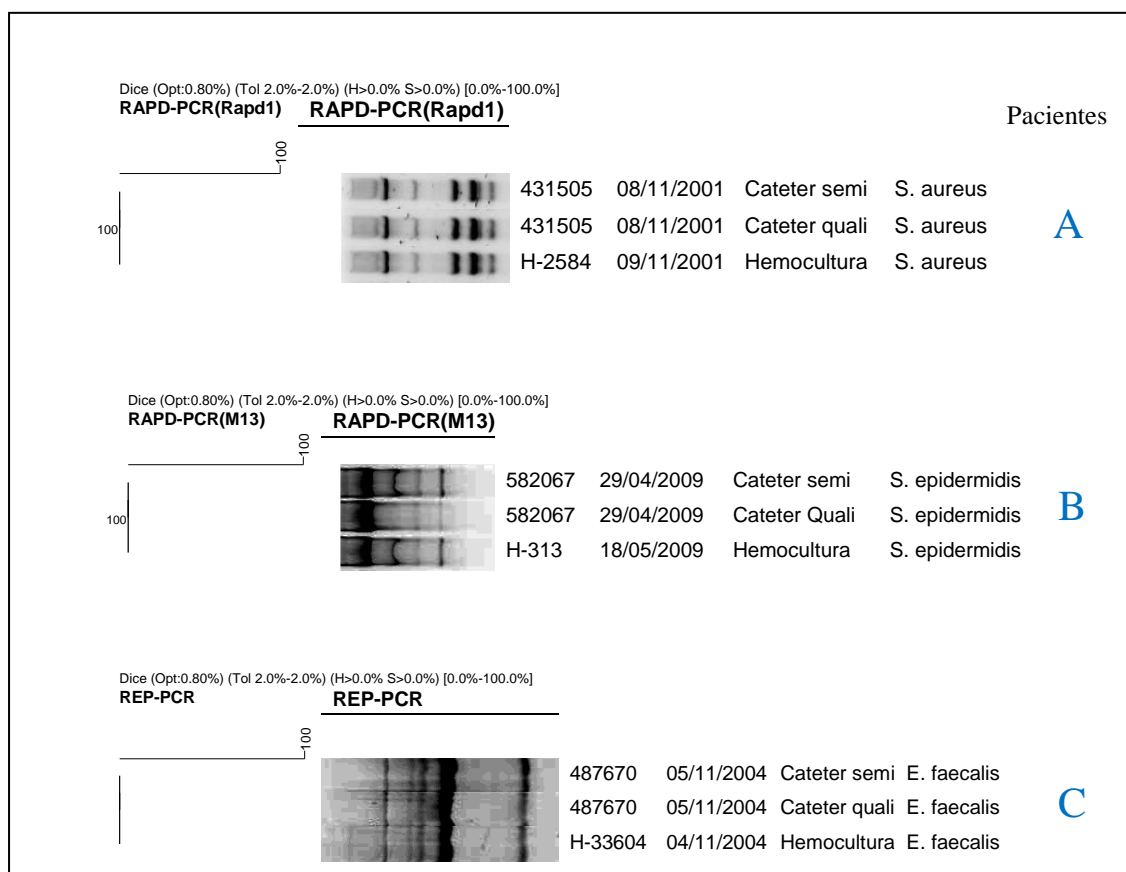 Dice (Opt:0.80%) (Tol 2.0%-2.0%) (H>0.0% S>0.0%) [0.0%-100.0%]
RAPD-PCR(Rapd1) RAPD-PCR(Rapd1)
Pacientes
100
100
431505 08/11/2001 Cateter semi S. aureus
431505 08/11/2001 Cateter quali S. aureus
H-2584 09/11/2001 Hemocultura S. aureus
A
Dice (Opt:0.80%) (Tol 2.0%-2.0%) (H>0.0% S>0.0%) [0.0%-100.0%]
RAPD-PCR(M13) RAPD-PCR(M13)
100
100
582067 29/04/2009 Cateter semi S. epidermidis
582067 29/04/2009 Cateter Quali S. epidermidis
H-313 18/05/2009 Hemocultura S. epidermidis
B
Dice (Opt:0.80%) (Tol 2.0%-2.0%) (H>0.0% S>0.0%) [0.0%-100.0%]
REP-PCR REP-PCR
100
487670 05/11/2004 Cateter semi E. faecalis
487670 05/11/2004 Cateter quali E. faecalis
H-33604 04/11/2004 Hemocultura E. faecalis
C